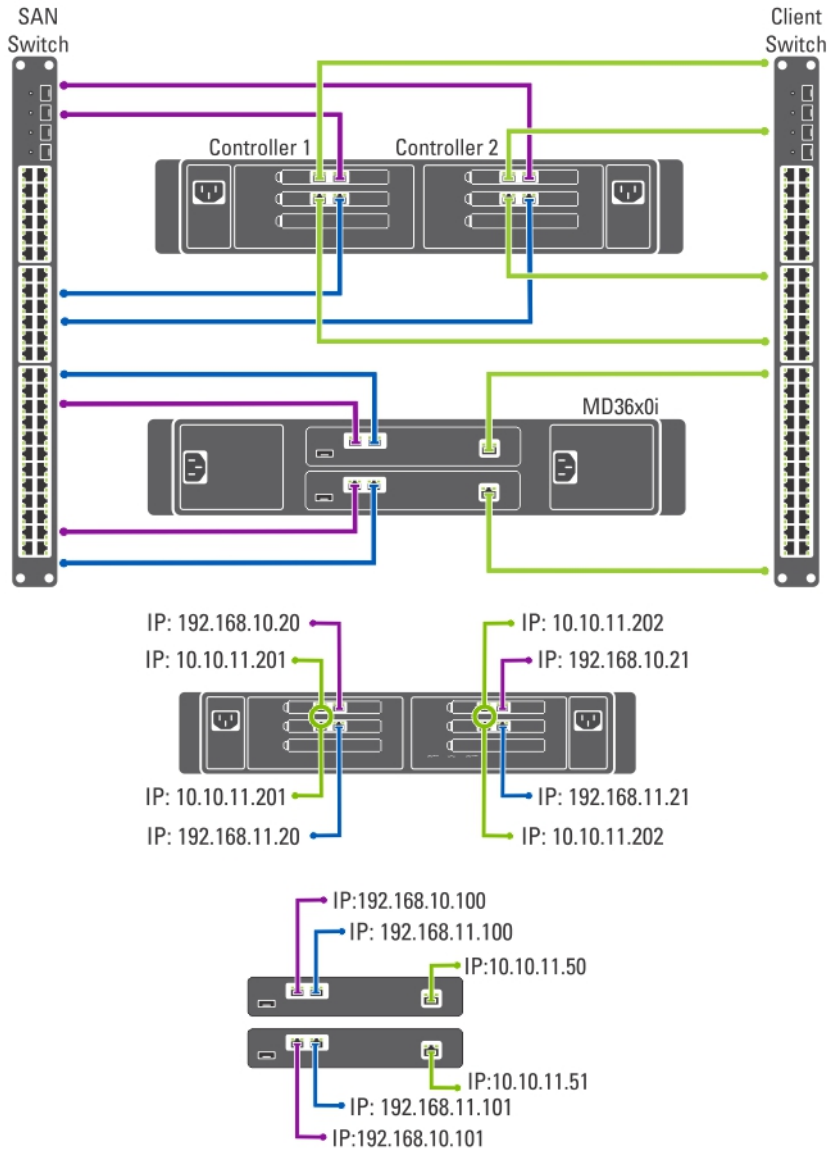 SAN
Switch
Client
Switch
Controller 1
Controller 2
MD36x0i
IP: 192.168.10.20
IP: 10.10.11.202
IP: 10.10.11.201
IP: 192.168.10.21
IP: 10.10.11.201
IP: 192.168.11.21
IP: 192.168.11.20
IP: 10.10.11.202
IP:192.168.10.100
IP: 192.168.11.100
IP:10.10.11.50
IP:10.10.11.51
IP: 192.168.11.101
IP:192.168.10.101